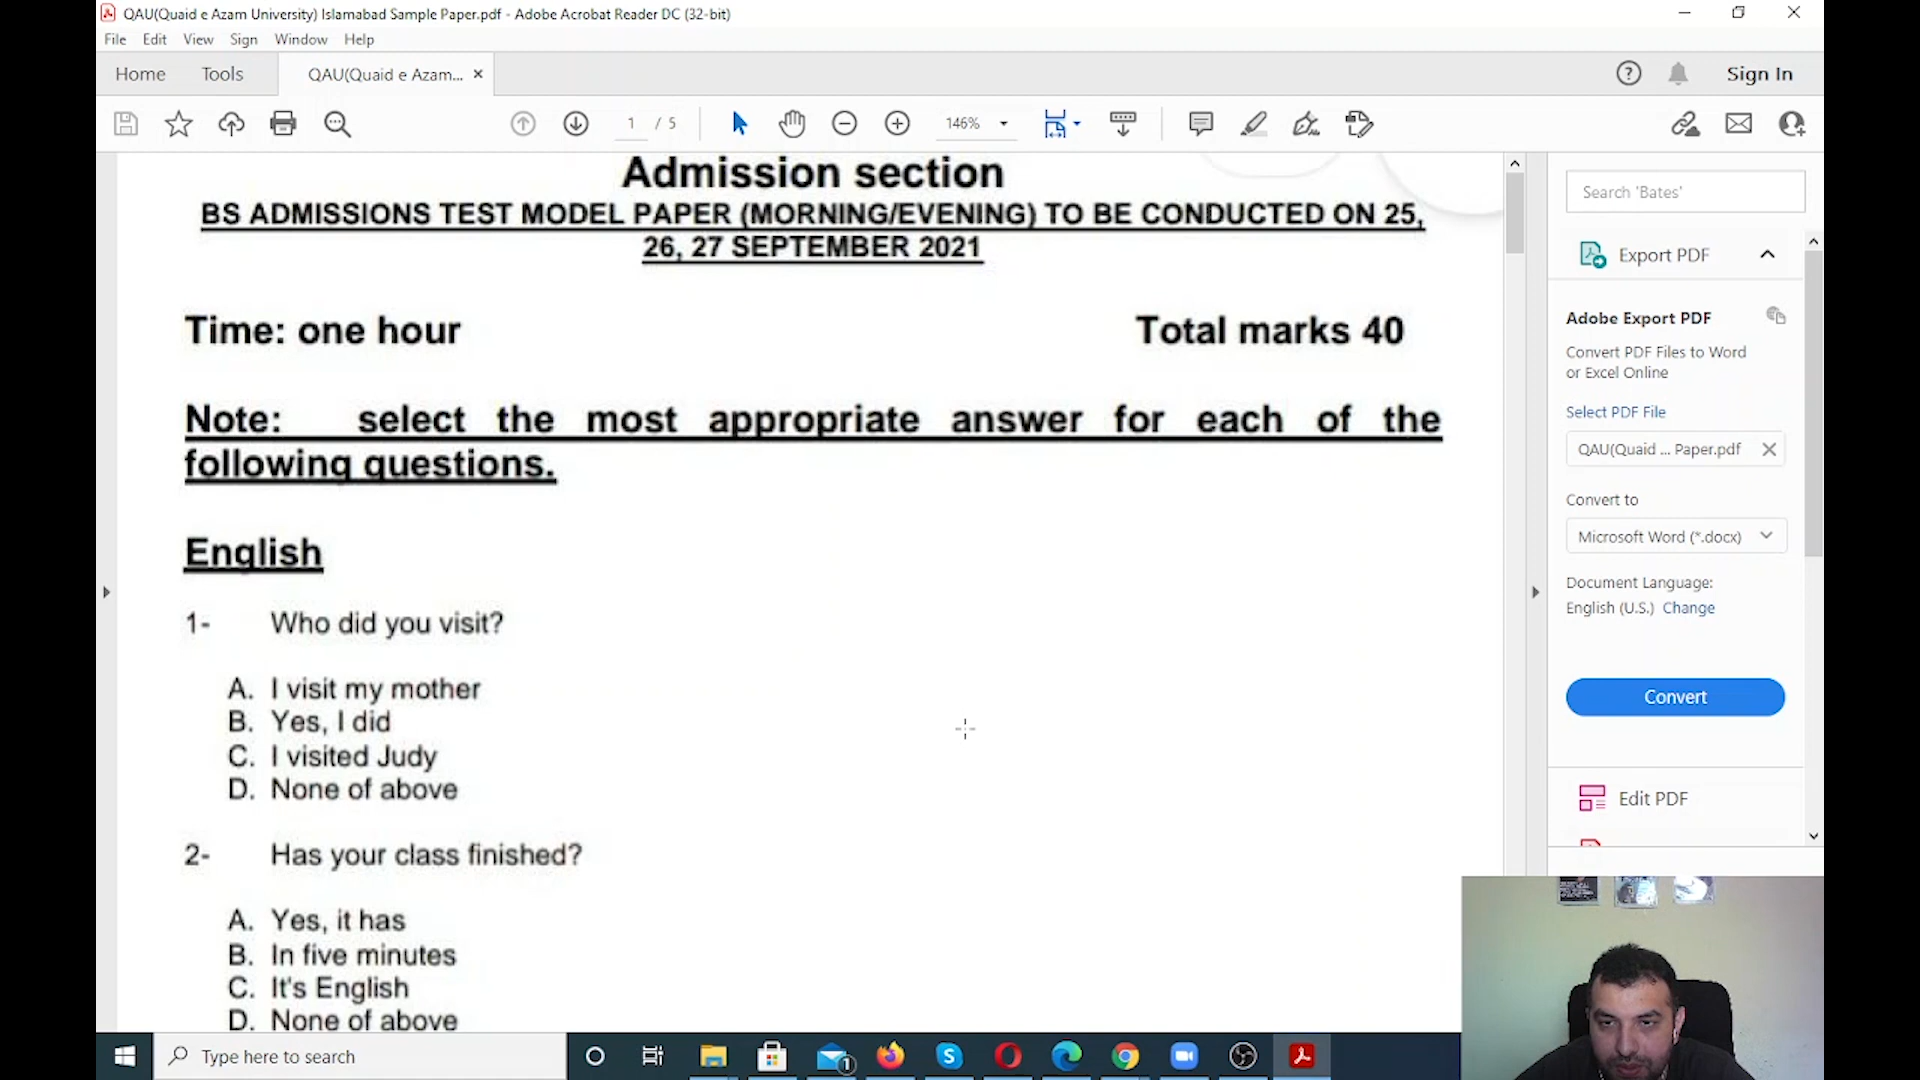 QAU(Quaid e Azam University) Islamabad Sample Paper.pdf - Adobe Acrobat Reader DC (32-bit)
File Edit View Sign Window Help
Home Tools QAU(Quaid e Azam... × Sign In
1 / 5 146%
Admission section
BS ADMISSIONS TEST MODEL PAPER (MORNING/EVENING) TO BE CONDUCTED ON 25,
26, 27 SEPTEMBER 2021
Time: one hour Total marks 40
Note: select the most appropriate answer for each of the
following questions.
English
1- Who did you visit?
A. I visit my mother
B. Yes, I did
C. I visited Judy
D. None of above
2- Has your class finished?
A. Yes, it has
B. In five minutes
C. It's English
D. None of above
Search 'Bates'
Export PDF
Adobe Export PDF
Convert PDF Files to Word
or Excel Online
Select PDF File
QAU(Quaid ... Paper.pdf
Convert to
Microsoft Word (*.docx)
Document Language:
English (U.S.) Change
Convert
Edit PDF
Type here to search
1